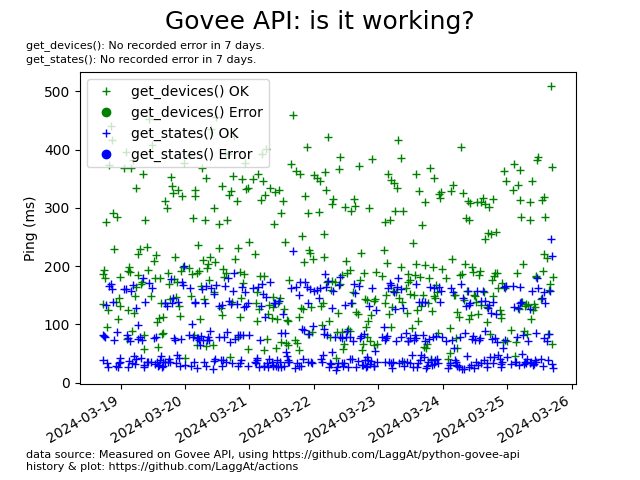 Govee API: is it working?
get_devices(): No recorded error in 7 days.
get_states(): No recorded error in 7 days.
get_devices() OK
get_devices() Error
get_states() OK
get_states() Error
Ping (ms)
500
400
300
200
100
0
2024-03-19
2024-03-20
2024-03-21
2024-03-22
2024-03-23
2024-03-24
2024-03-25
2024-03-26
data source: Measured on Govee API, using https://github.com/LaggAt/python-govee-api
history & plot: https://github.com/LaggAt/actions